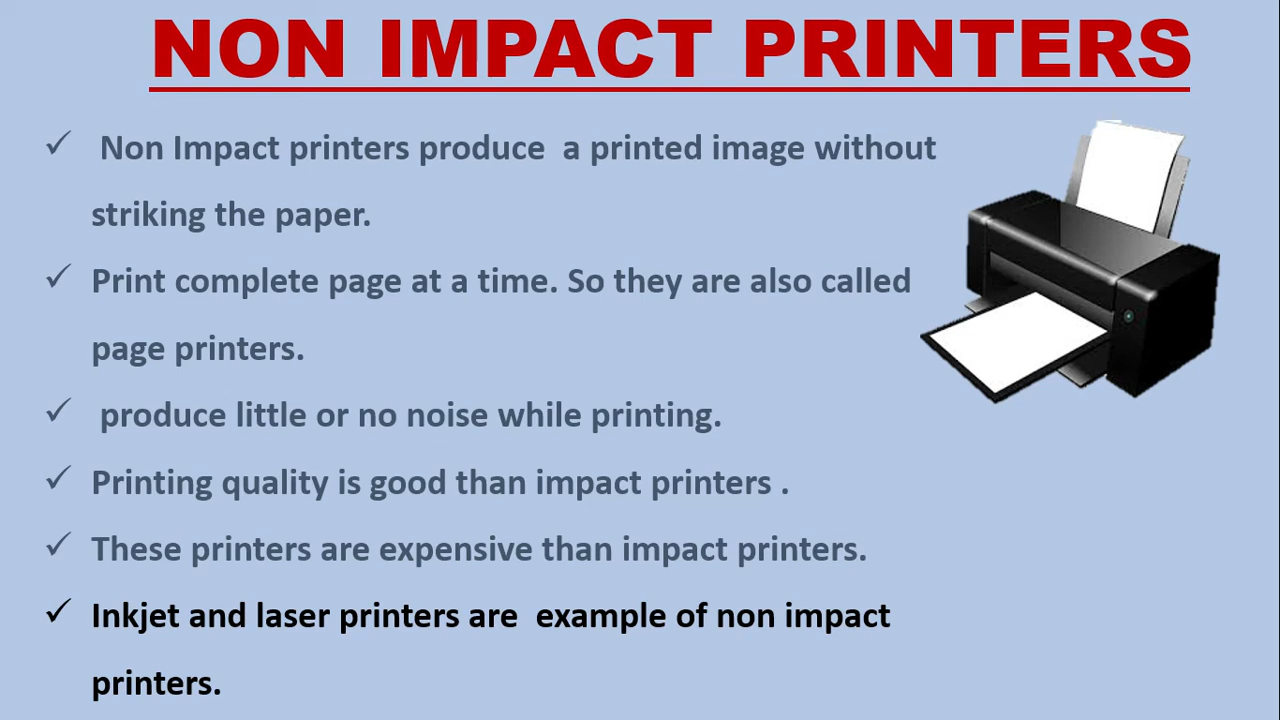 NON IMPACT PRINTERS
✓ Non Impact printers produce a printed image without
striking the paper.
✓ Print complete page at a time. So they are also called
page printers.
✓ produce little or no noise while printing.
✓ Printing quality is good than impact printers .
✓ These printers are expensive than impact printers.
✓ Inkjet and laser printers are example of non impact
printers.